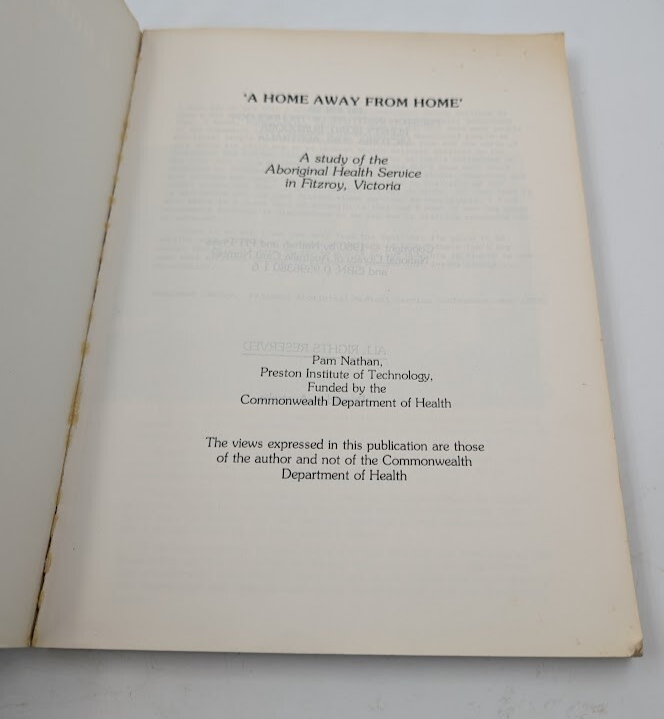 'A HOME AWAY FROM HOME'
A study of the
Aboriginal Health Service
in Fitzroy, Victoria
Pam Nathan,
Preston Institute of Technology,
Funded by the
Commonwealth Department of Health
The views expressed in this publication are those
of the author and not of the Commonwealth
Department of Health